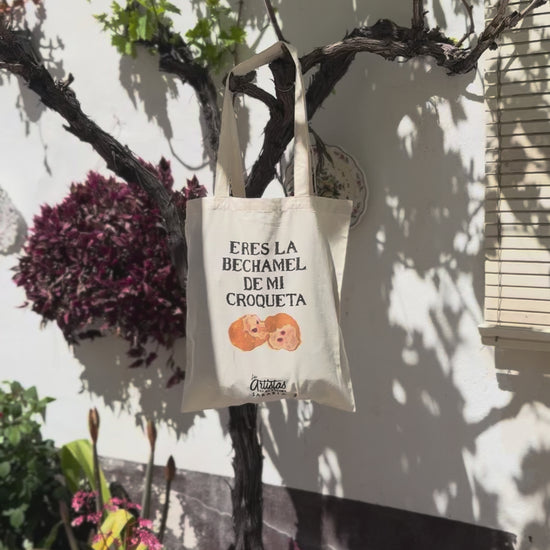 ERES LA
BECHAMEL
DE MI
CROQUETA
Artistas